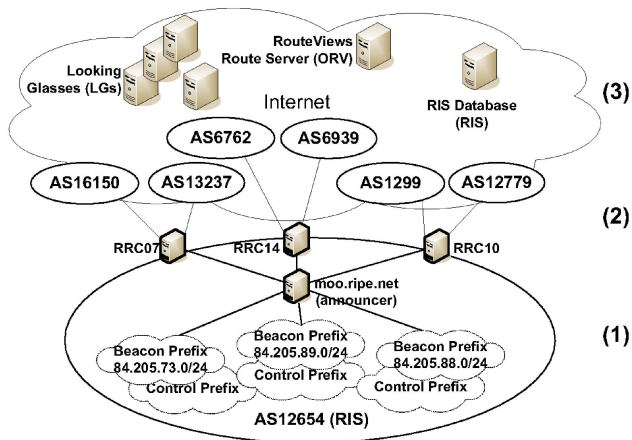 RouteViews
Route Server (ORV)
Looking
Glasses (LGs)
Internet
RIS Database
(RIS)
(3)
AS6762
AS6939
AS16150
AS13237
AS1299
AS12779
(2)
RRC07
RRC14
RRC10
moo.ripe.net
(announcer)
(1)
Beacon Prefix
84.205.73.0/24
Control Prefix
Beacon Prefix
84.205.89.0/24
Control Prefix
Beacon Prefix
84.205.88.0/24
Control Prefix
AS12654 (RIS)